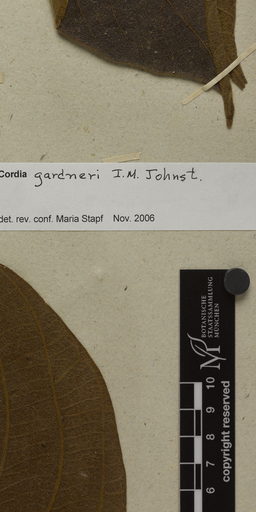 Cordia gardneri I.M. Johnst.
det. rev. conf. Maria Stapf Nov. 2006
BOTANISCHE
STAATSSAMMLUNG
MÜNCHEN
10
9
8
7
6
copyright reserved